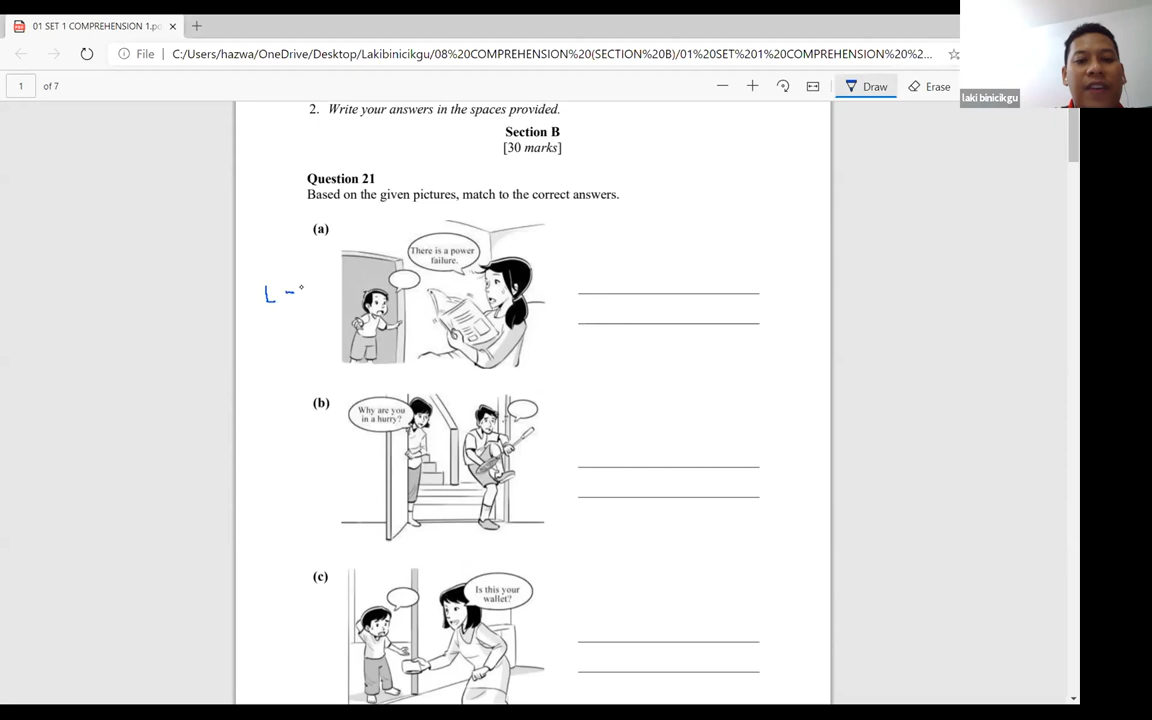 01 SET 1 COMPREHENSION 1.p
File
C:/Users/hazwa/OneDrive/Desktop/Lakibinicikgu/08%20COMPREHENSION%20(SECTION%20B)/01%20SET%201%20COMPREHENSION%20%2...
1 of 7
Draw
Erase
laki binicikgu
2. Write your answers in the spaces provided.
Section B
[30 marks]
Question 21
Based on the given pictures, match to the correct answers.
(a)
There is a power
failure.
L -
(b)
Why are you
in a hurry?
(c)
Is this your
wallet?